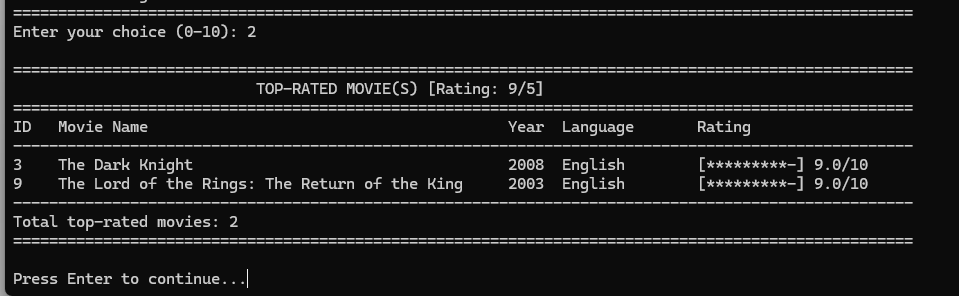 ====================================================================================================
Enter your choice (0-10): 2
====================================================================================================
TOP-RATED MOVIE(S) [Rating: 9/5]
====================================================================================================
ID   Movie Name                                        Year  Language        Rating
----------------------------------------------------------------------------------------------------
3    The Dark Knight                                   2008  English         [*********-] 9.0/10
9    The Lord of the Rings: The Return of the King     2003  English         [*********-] 9.0/10
----------------------------------------------------------------------------------------------------
Total top-rated movies: 2
====================================================================================================
Press Enter to continue...